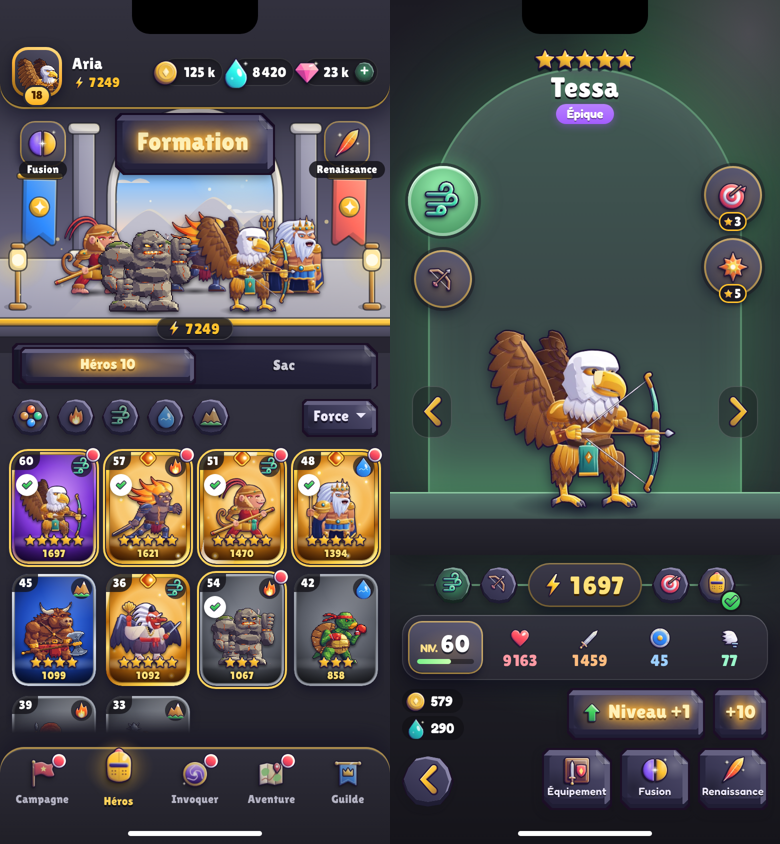 Aria
7249
18
125 k
8420
23 k
+
Formation
Fusion
Renaissance
7249
Héros 10
Sac
Force
60
1697
57
1621
51
1470
48
1394
45
1099
36
1092
54
1067
42
858
39
33
Campagne
Héros
Invoquer
Aventure
Guilde
Tessa
Épique
★3
★5
1697
NIV. 60
9163
1459
45
77
579
290
Niveau +1
+10
Équipement
Fusion
Renaissance